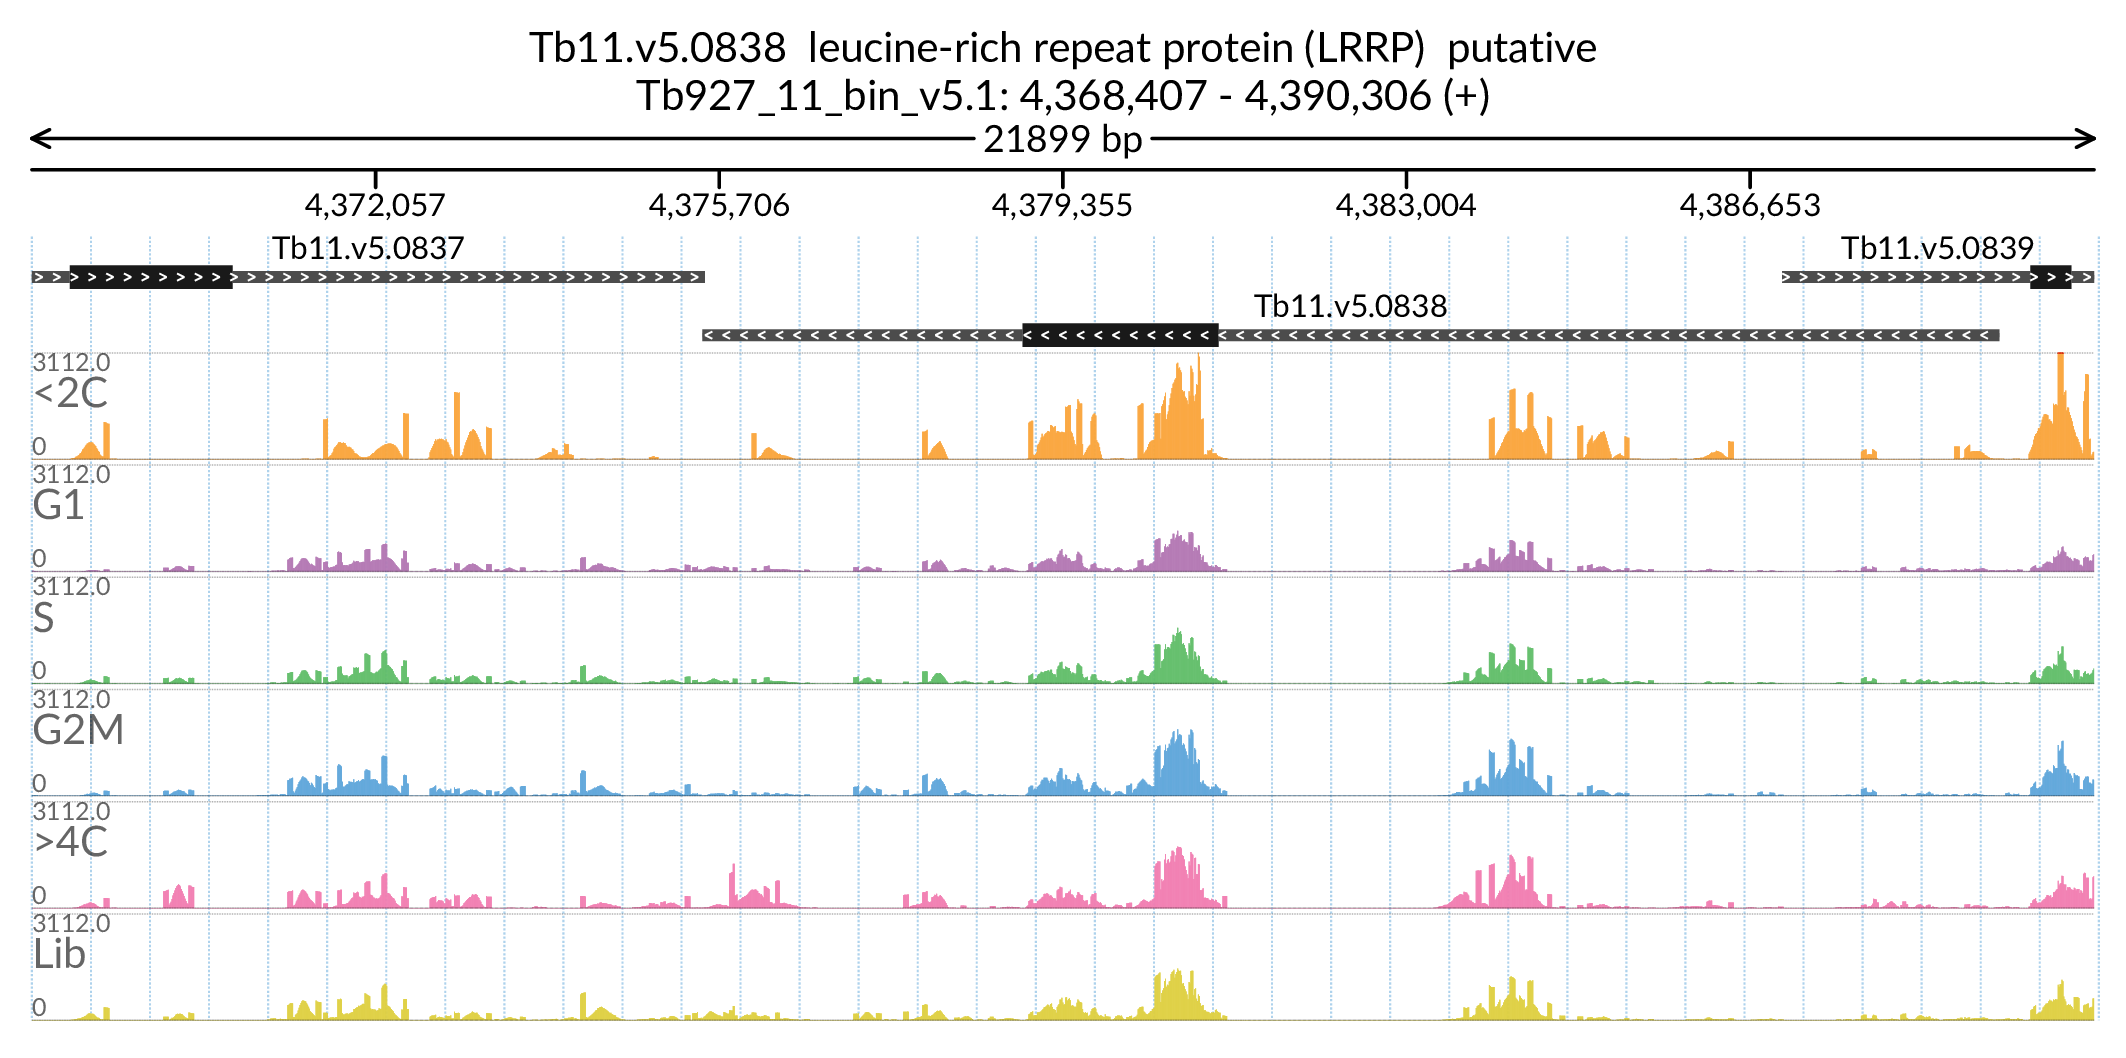 Tb11.v5.0838 leucine-rich repeat protein (LRRP) putative
Tb927_11_bin_v5.1: 4,368,407 - 4,390,306 (+)
21899 bp
4,372,057 4,375,706 4,379,355 4,383,004 4,386,653
Tb11.v5.0837 Tb11.v5.0839
Tb11.v5.0838
3112.0
<2C
0
3112.0
G1
0
3112.0
S
0
3112.0
G2M
0
3112.0
>4C
0
3112.0
Lib
0